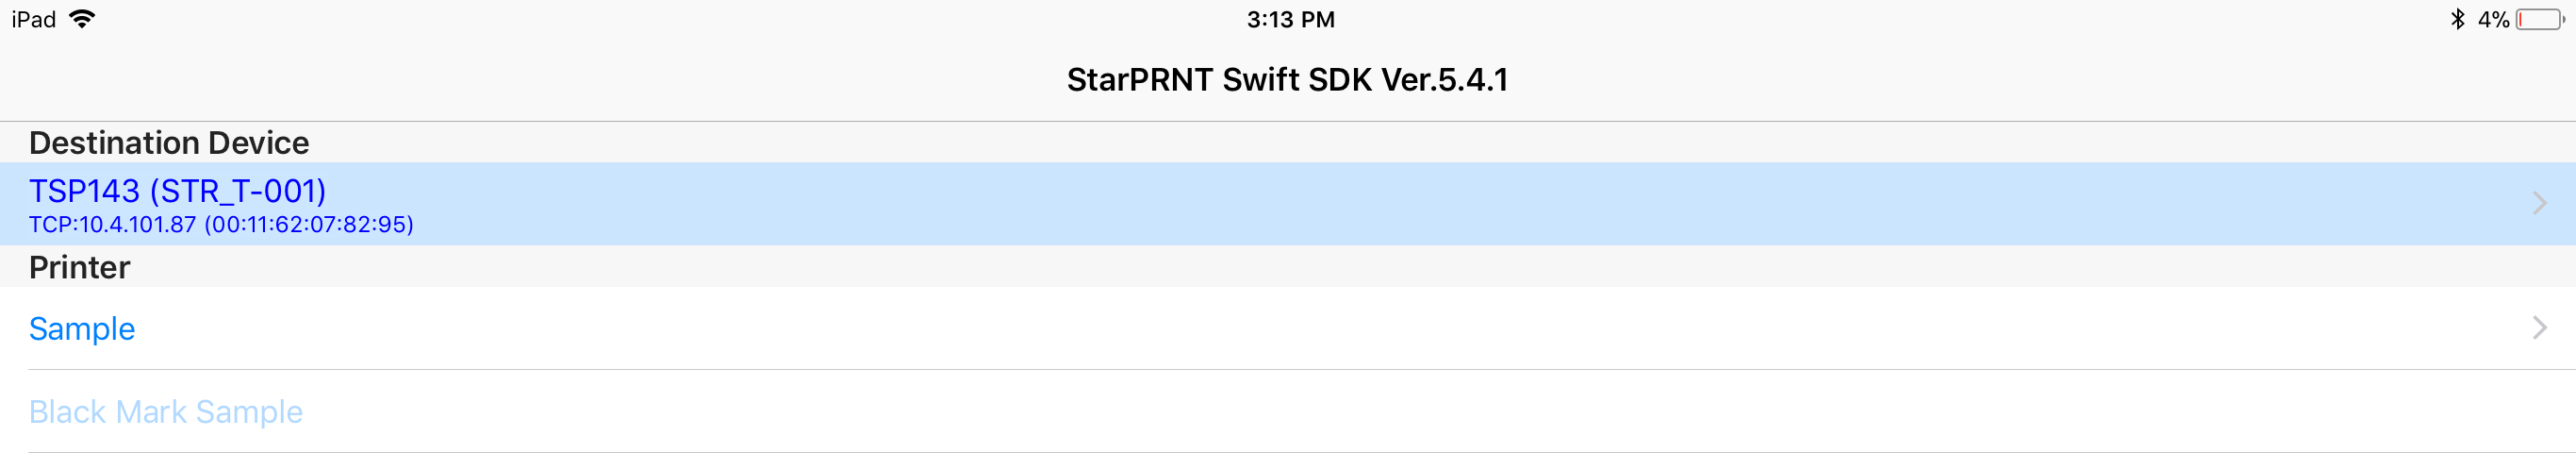 iPad 3:13 PM 4%
StarPRNT Swift SDK Ver.5.4.1
Destination Device
TSP143 (STR_T-001)
TCP:10.4.101.87 (00:11:62:07:82:95)
Printer
Sample
Black Mark Sample